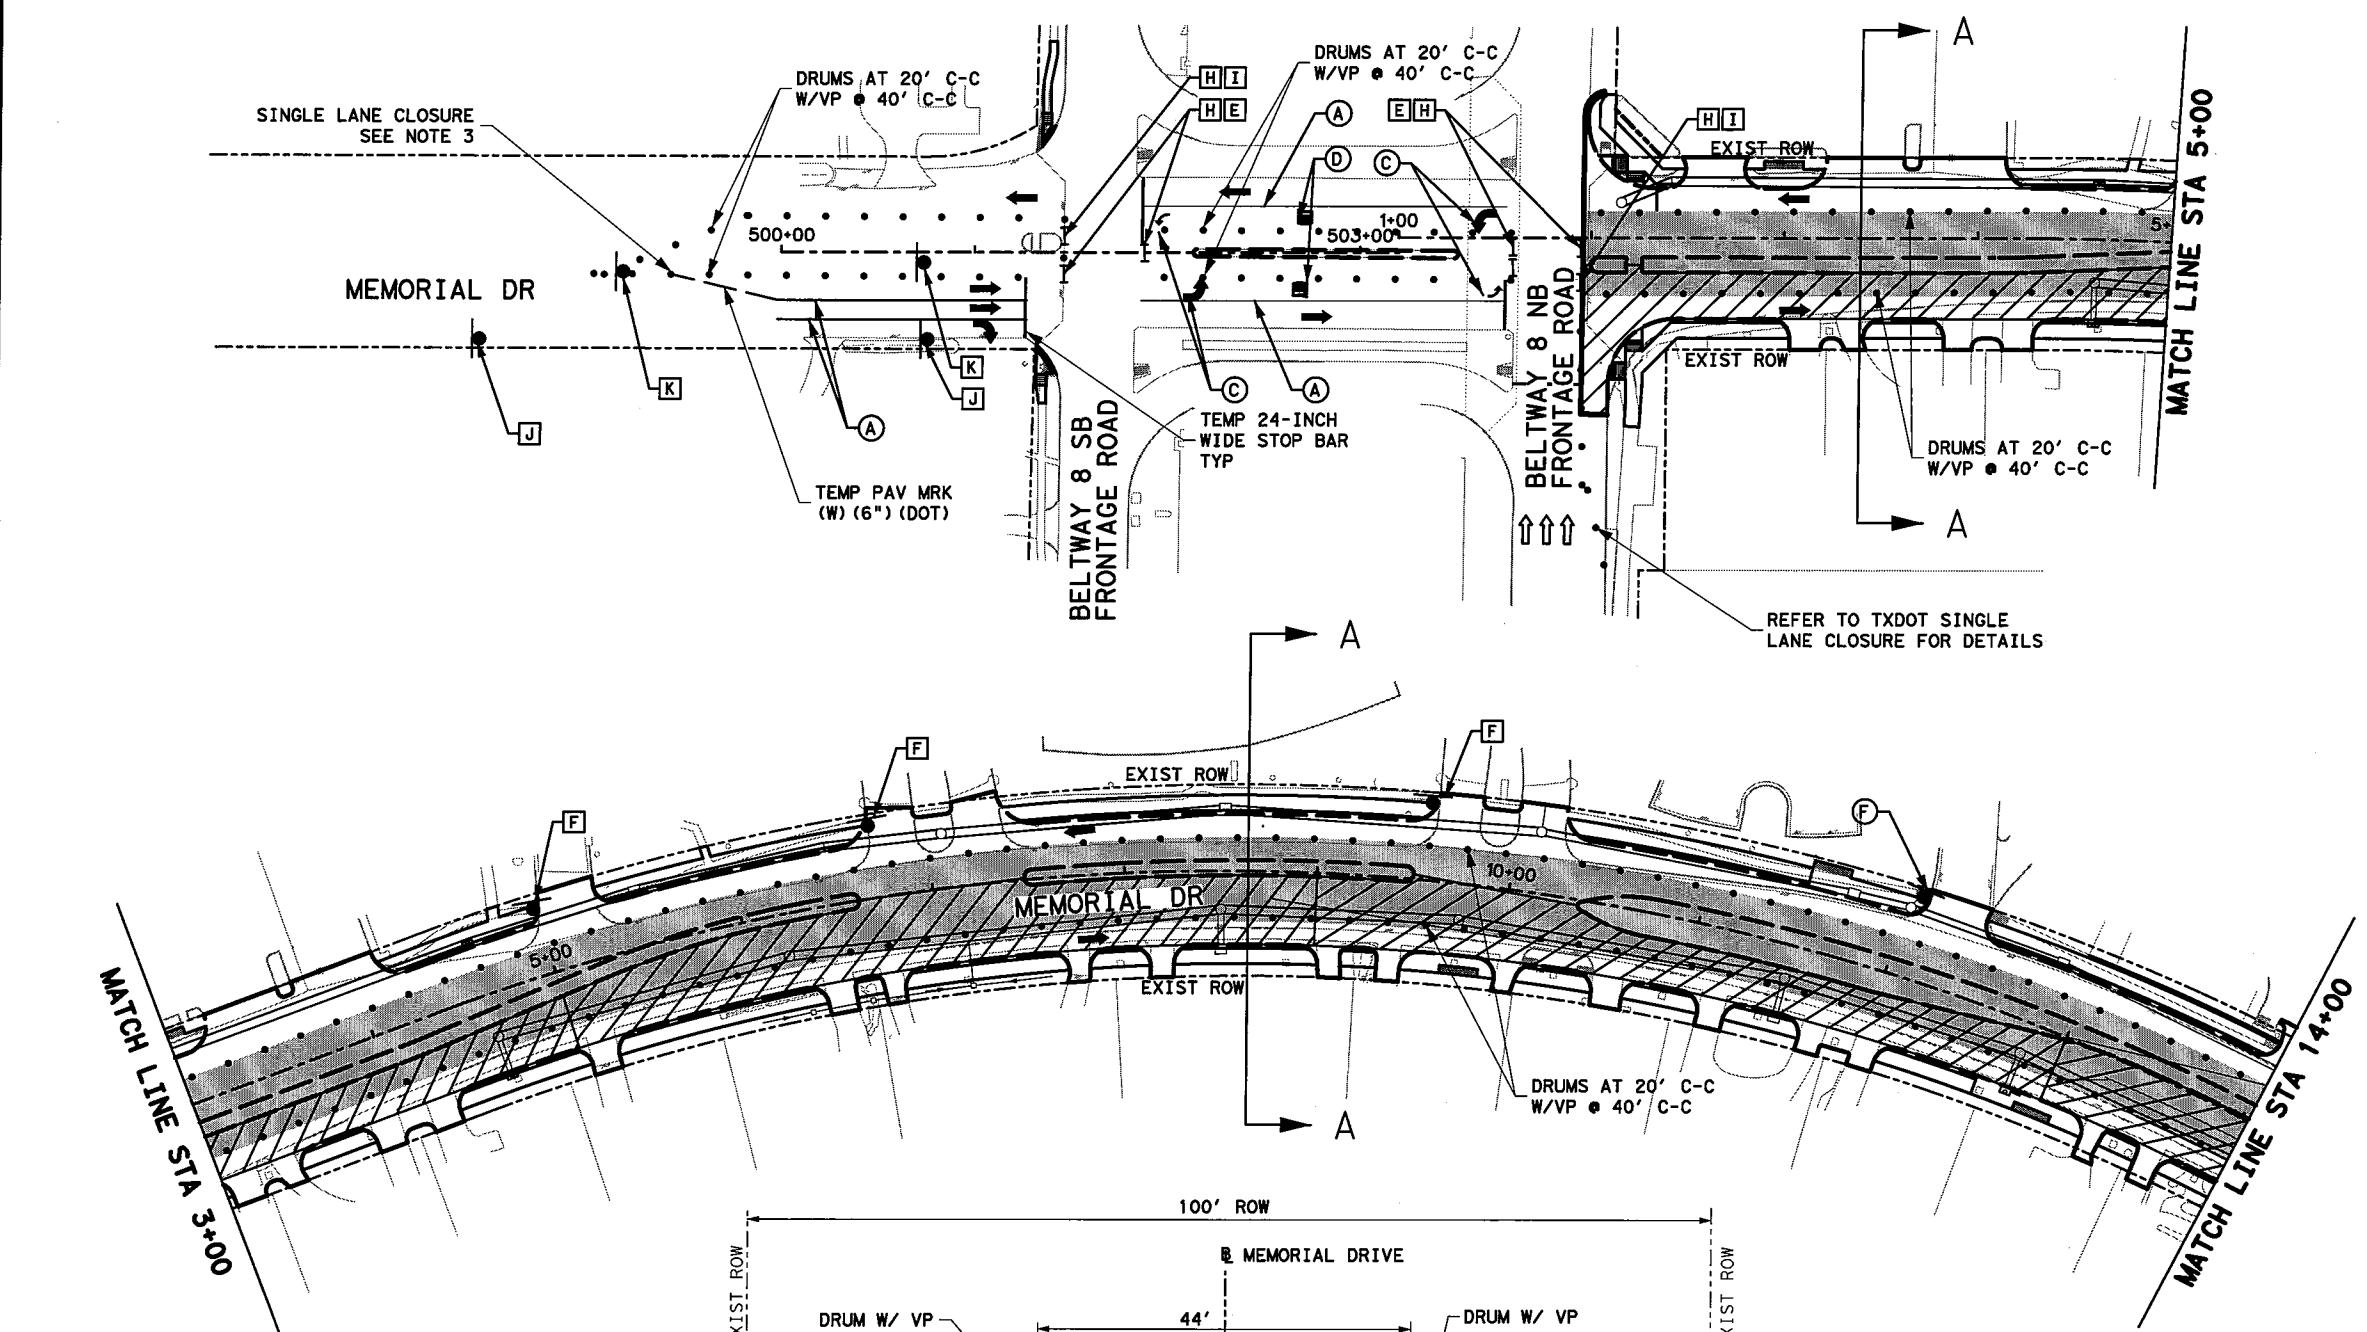 DRUMS AT 20' C-C
W/VP @ 40' C-C
SINGLE LANE CLOSURE
SEE NOTE 3
H I
H E
DRUMS AT 20' C-C
W/VP @ 40' C-C
A
D
C
E H
H I
A
EXIST ROW
MATCH LINE STA 5+00
500+00
1+00
503+00
5+
MEMORIAL DR
K
J
K
J
A
C
A
TEMP 24-INCH
WIDE STOP BAR
TYP
TEMP PAV MRK
(W)(6")(DOT)
BELTWAY 8 SB
FRONTAGE ROAD
BELTWAY 8 NB
FRONTAGE ROAD
EXIST ROW
DRUMS AT 20' C-C
W/VP @ 40' C-C
A
REFER TO TXDOT SINGLE
LANE CLOSURE FOR DETAILS
A
F
F
F
F
EXIST ROW
MEMORIAL DR
5+00
10+00
EXIST ROW
MATCH LINE STA 3+00
MATCH LINE STA 14+00
DRUMS AT 20' C-C
W/VP @ 40' C-C
A
100' ROW
EXIST ROW
B MEMORIAL DRIVE
EXIST ROW
DRUM W/ VP
44'
DRUM W/ VP